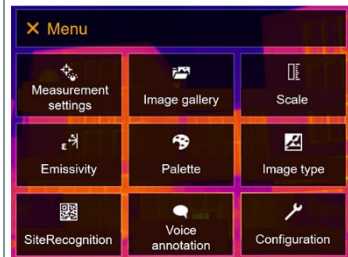 × Menu
Measurement
settings
Image gallery
Scale
ε
Emissivity
Palette
Image type
SiteRecognition
Voice
annotation
Configuration